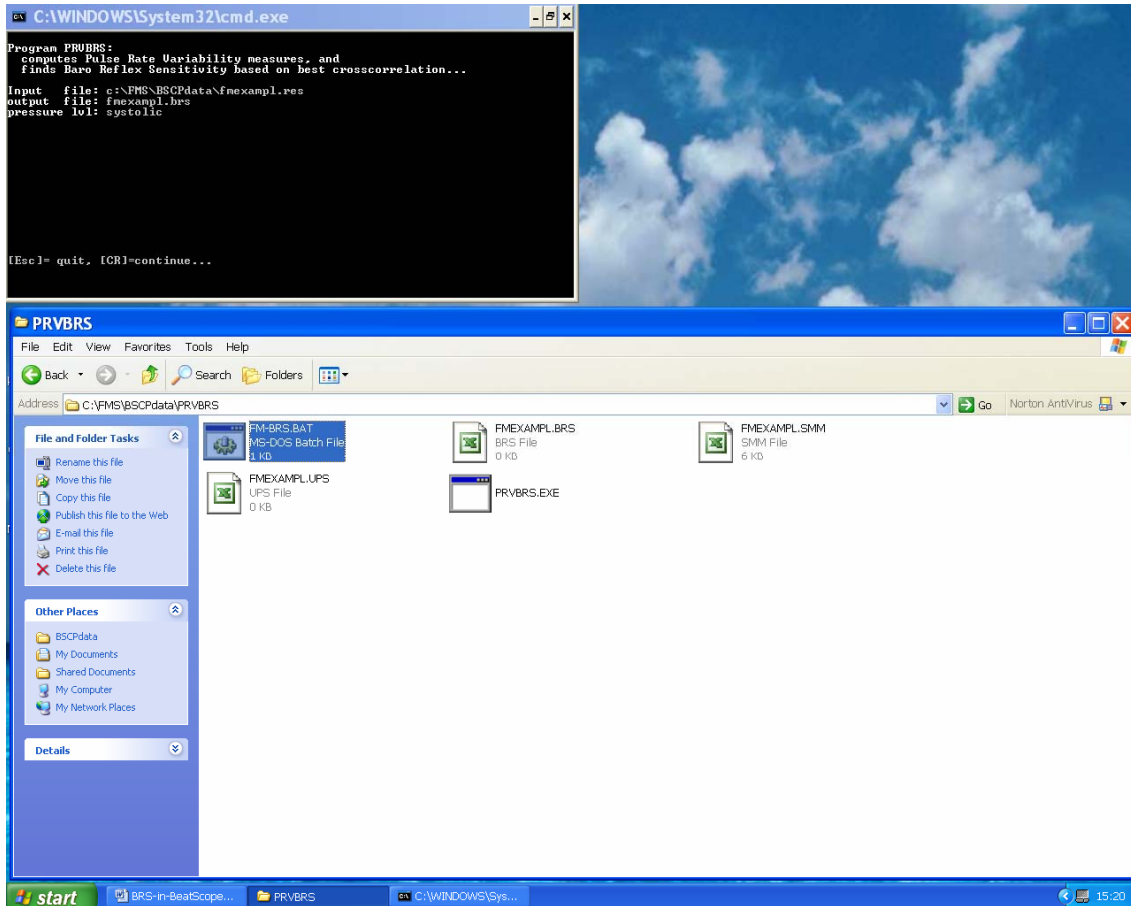 C:\WINDOWS\System32\cmd.exe
Program PRVBRS:
computes Pulse Rate Variability measures, and
finds Baro Reflex Sensitivity based on best crosscorrelation...
Input file: c:\FMS\BSCPdata\fmexampl.res
output file: fmexampl.brs
pressure lvl: systolic
[Esc]= quit, [CR]=continue...
PRVBRS
File Edit View Favorites Tools Help
Back Search Folders
Address C:\FMS\BSCPdata\PRVBRS Go Norton AntiVirus
File and Folder Tasks
Rename this file
Move this file
Copy this file
Publish this file to the Web
E-mail this file
Print this file
Delete this file
Other Places
BSCPdata
My Documents
Shared Documents
My Computer
My Network Places
Details
FM-BRS.BAT
MS-DOS Batch File
1 KB
FMEXAMPL.BRS
BRS File
0 KB
FMEXAMPL.SMM
SMM File
6 KB
FMEXAMPL.UPS
UPS File
0 KB
PRVBRS.EXE
start BRS-in-BeatScope... PRVBRS C:\WINDOWS\Sys... 15:20